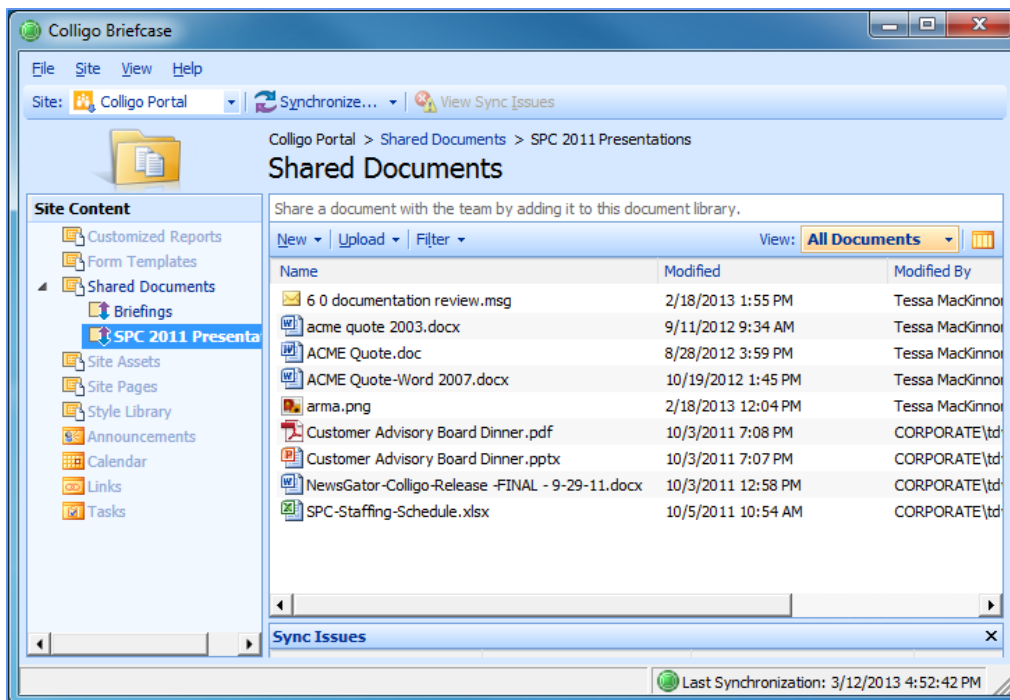 Colligo Briefcase
File Site View Help
Site: Colligo Portal Synchronize... View Sync Issues
Colligo Portal > Shared Documents > SPC 2011 Presentations
Shared Documents
Site Content
Customized Reports
Form Templates
Shared Documents
Briefings
SPC 2011 Presenta
Site Assets
Site Pages
Style Library
Announcements
Calendar
Links
Tasks
Share a document with the team by adding it to this document library.
New Upload Filter View: All Documents
Name Modified Modified By
6 0 documentation review.msg 2/18/2013 1:55 PM Tessa MacKinnon
acme quote 2003.docx 9/11/2012 9:34 AM Tessa MacKinnon
ACME Quote.doc 8/28/2012 3:59 PM Tessa MacKinnon
ACME Quote-Word 2007.docx 10/19/2012 1:45 PM Tessa MacKinnon
arma.png 2/18/2013 12:04 PM Tessa MacKinnon
Customer Advisory Board Dinner.pdf 10/3/2011 7:08 PM CORPORATE\td
Customer Advisory Board Dinner.pptx 10/3/2011 7:07 PM CORPORATE\td
NewsGator-Colligo-Release -FINAL - 9-29-11.docx 10/3/2011 12:58 PM CORPORATE\td
SPC-Staffing-Schedule.xlsx 10/5/2011 10:54 AM CORPORATE\td
Sync Issues
Last Synchronization: 3/12/2013 4:52:42 PM